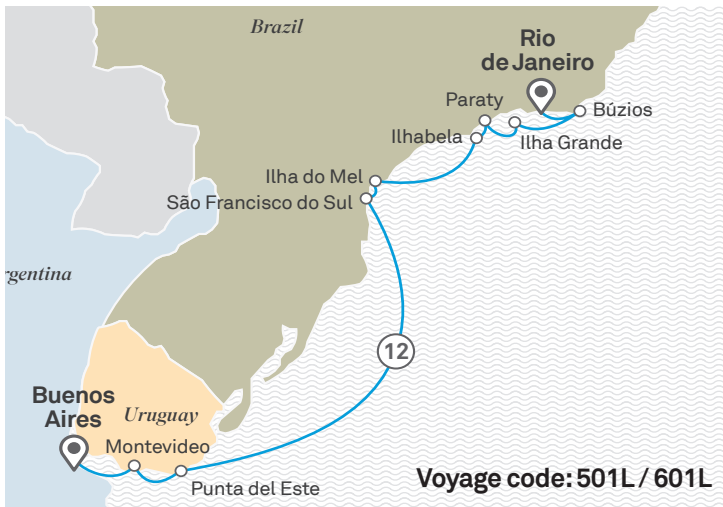 Brazil
Rio
de Janeiro
Paraty
Búzios
Ilhabela
Ilha Grande
Ilha do Mel
São Francisco do Sul
rgentina
12
Buenos
Aires
Uruguay
Montevideo
Punta del Este
Voyage code: 501L / 601L